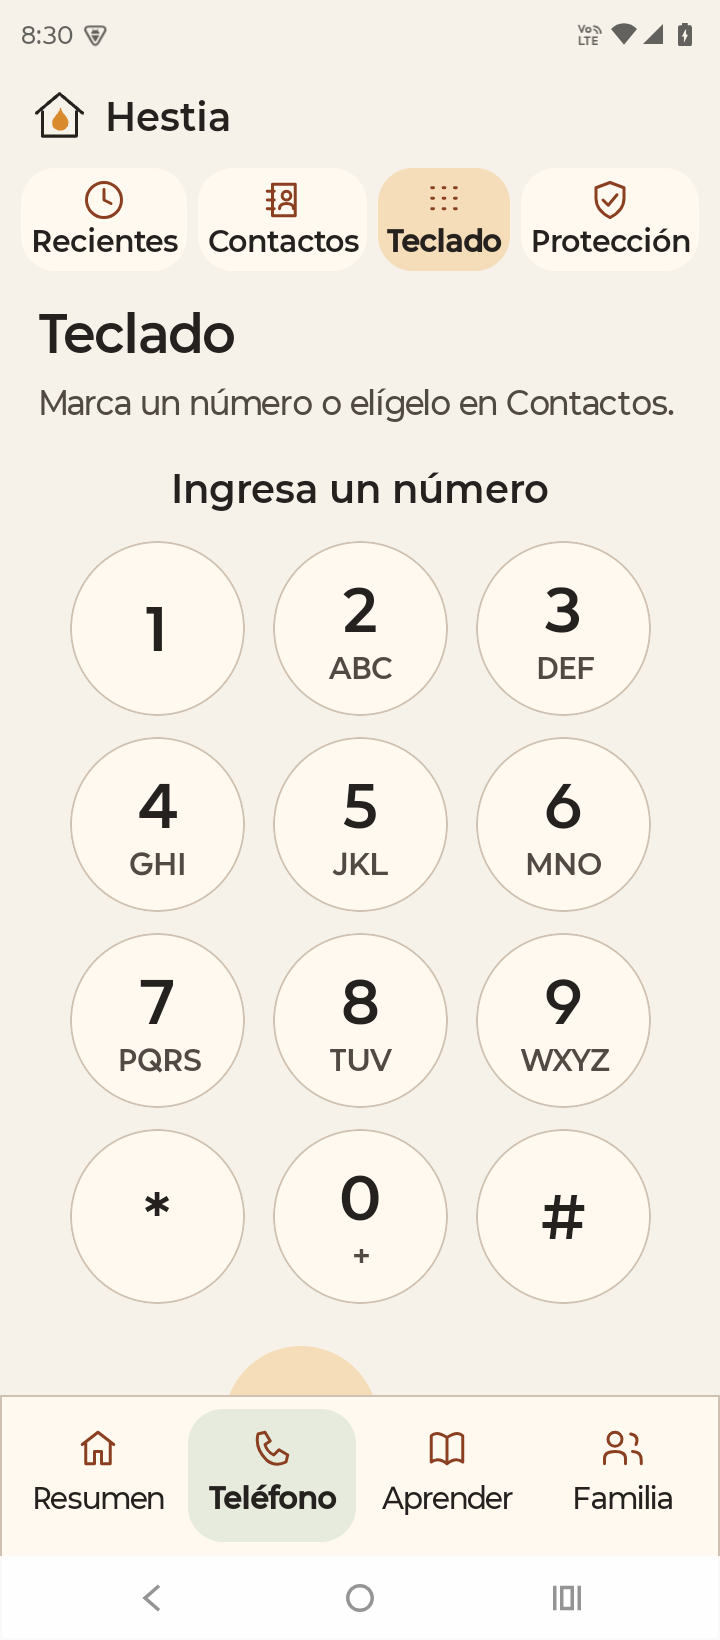 8:30
Vo LTE
Hestia
Recientes Contactos Teclado Protección
Teclado
Marca un número o elígelo en Contactos.
Ingresa un número
1 2 3
ABC DEF
4 5 6
GHI JKL MNO
7 8 9
PQRS TUV WXYZ
* 0 #
+
Resumen Teléfono Aprender Familia